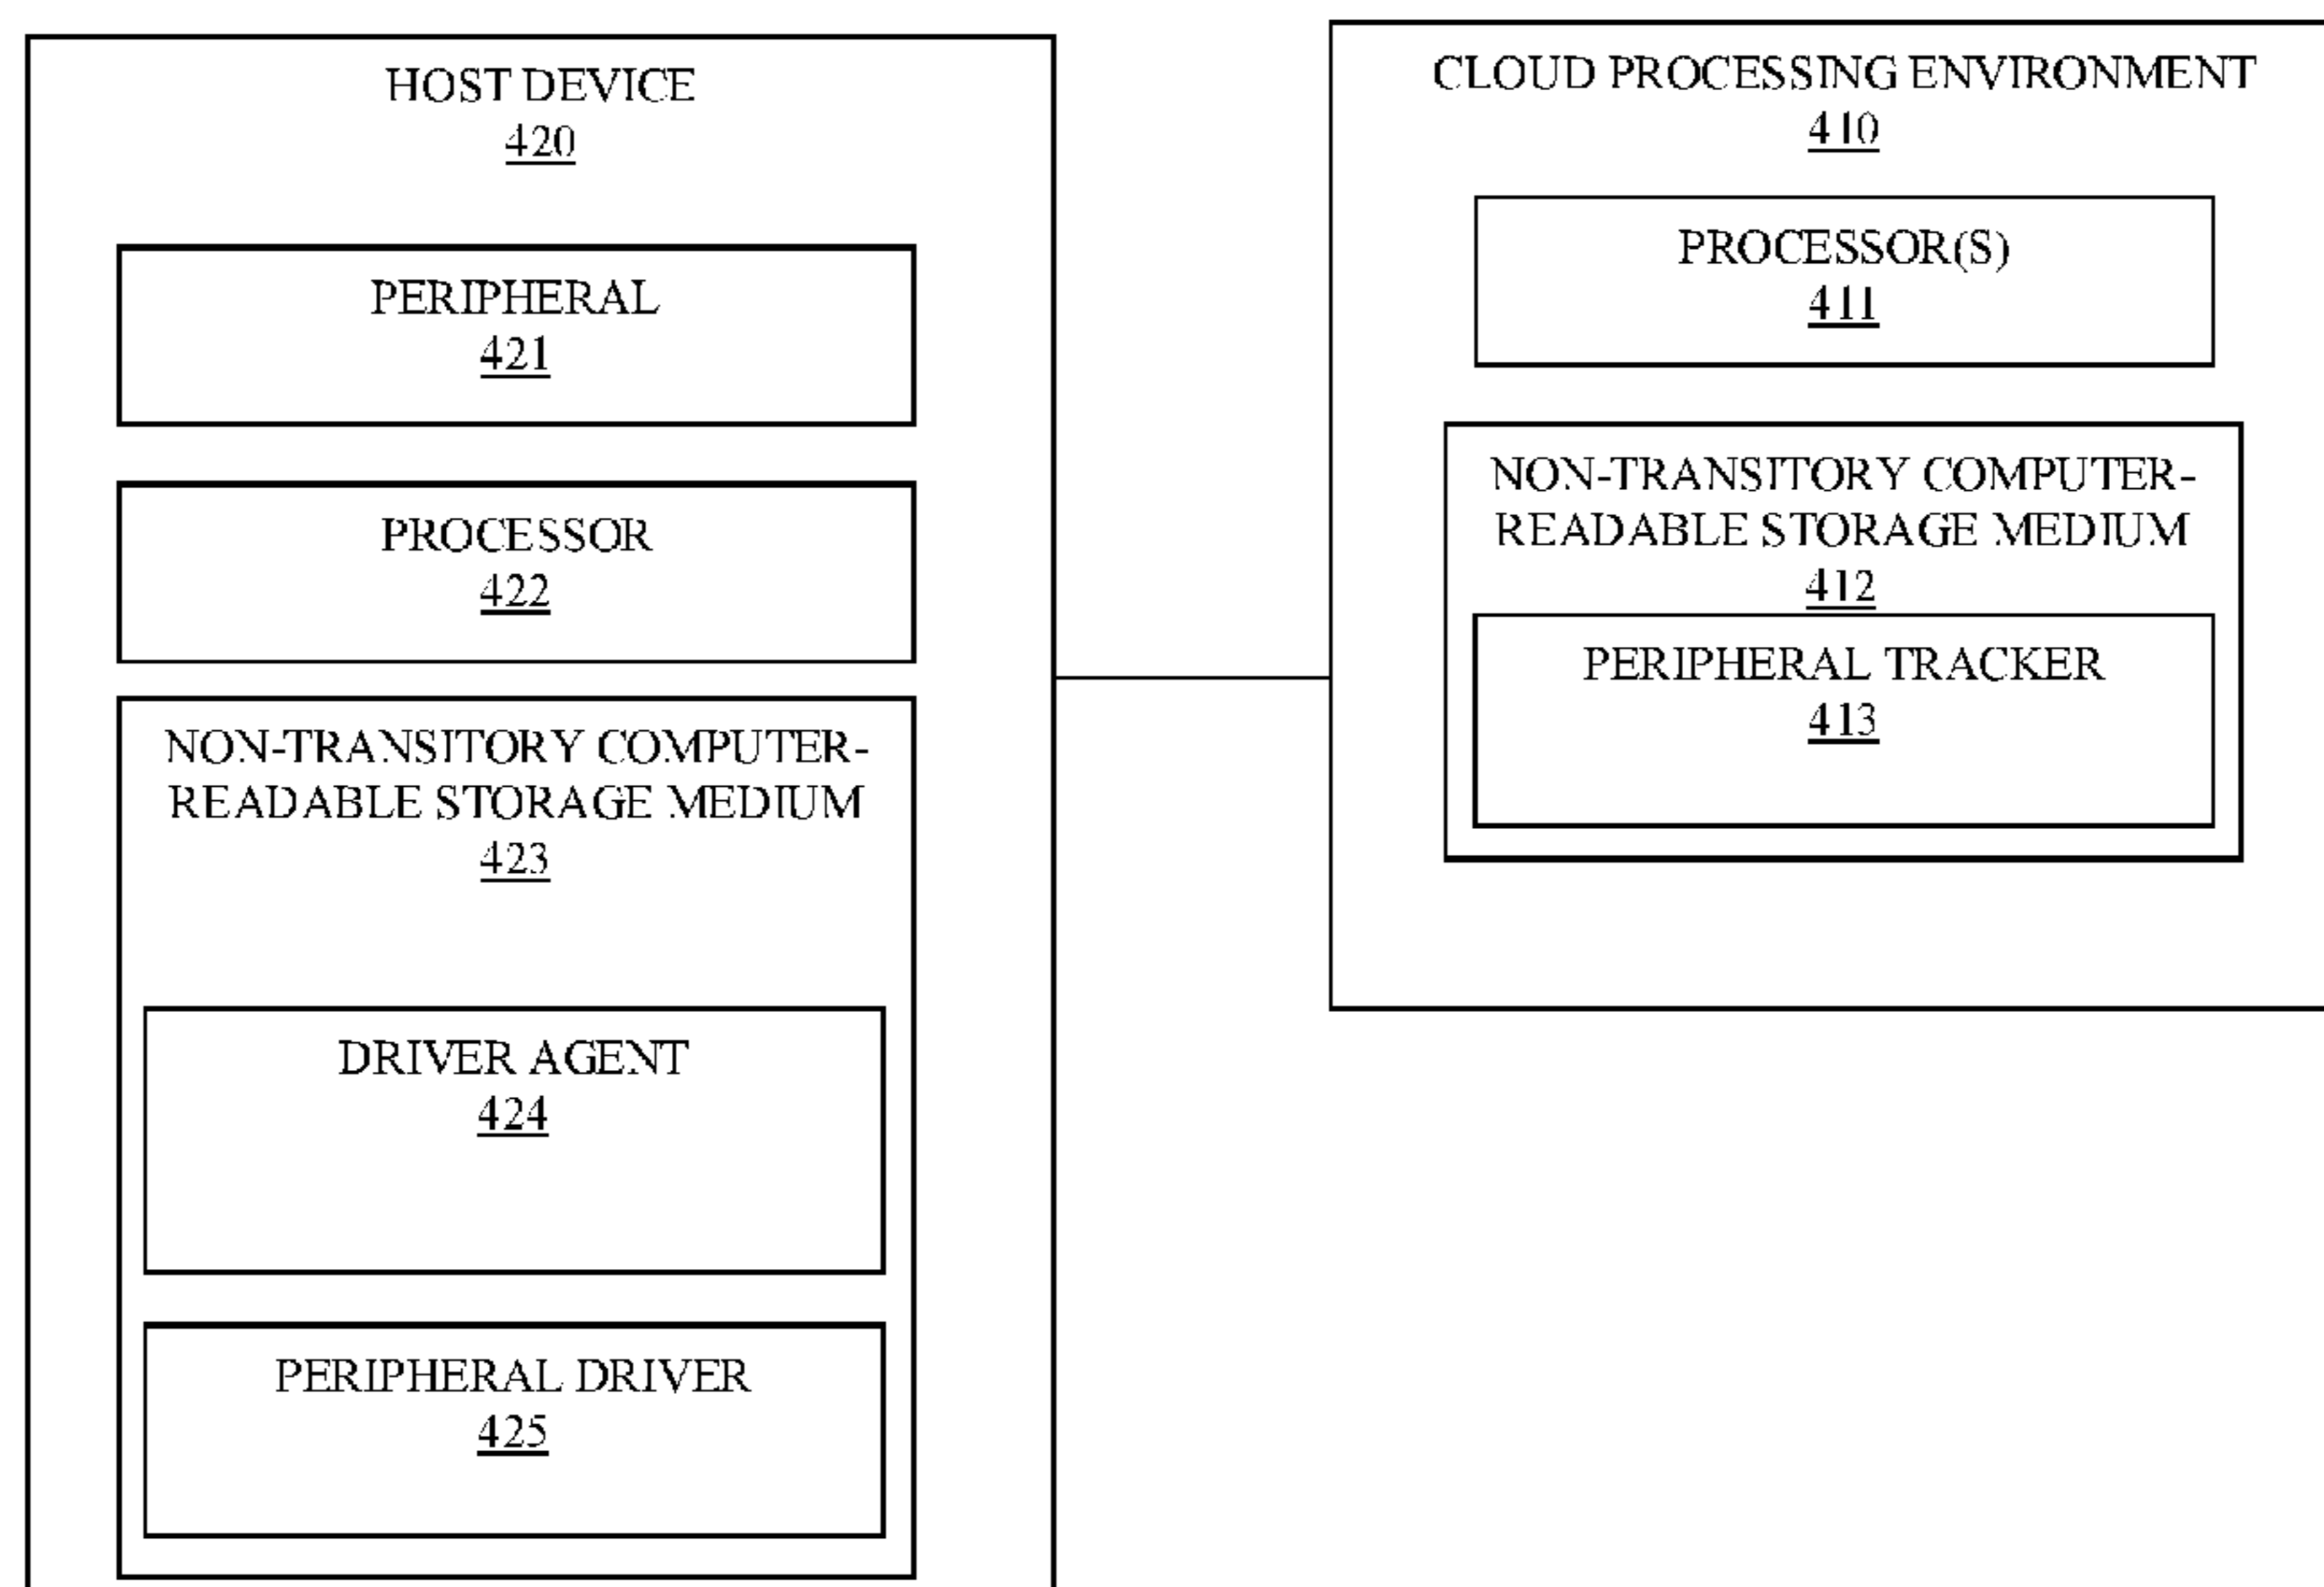 HOST DEVICE
420
PERIPHERAL
421
PROCESSOR
422
NON-TRANSITORY COMPUTER-
READABLE STORAGE MEDIUM
423
DRIVER AGENT
424
PERIPHERAL DRIVER
425
CLOUD PROCESSING ENVIRONMENT
410
PROCESSOR(S)
411
NON-TRANSITORY COMPUTER-
READABLE STORAGE MEDIUM
412
PERIPHERAL TRACKER
413